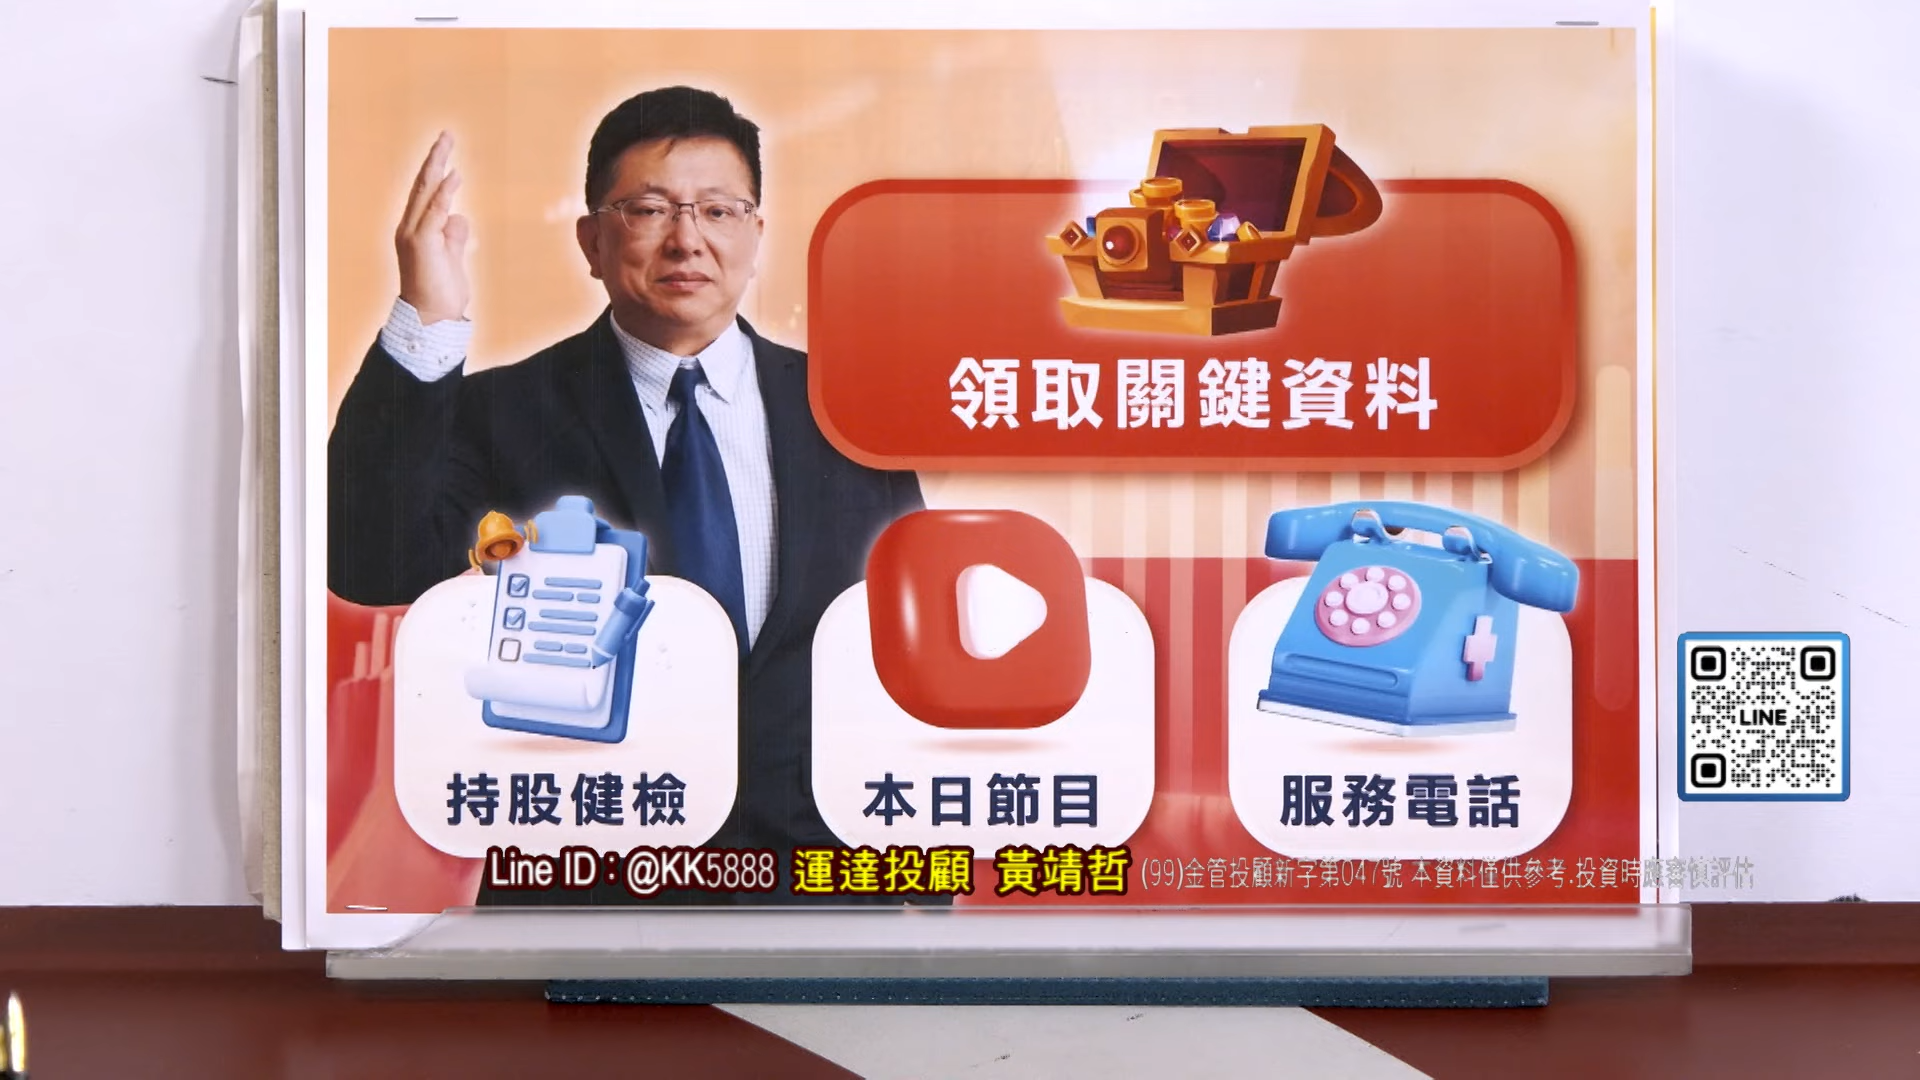 領取關鍵資料
持股健檢
本日節目
服務電話
LINE
Line ID：@KK5888 運達投顧 黃靖哲 (99)金管投顧新字第047號 本資料僅供參考.投資時應審慎評估